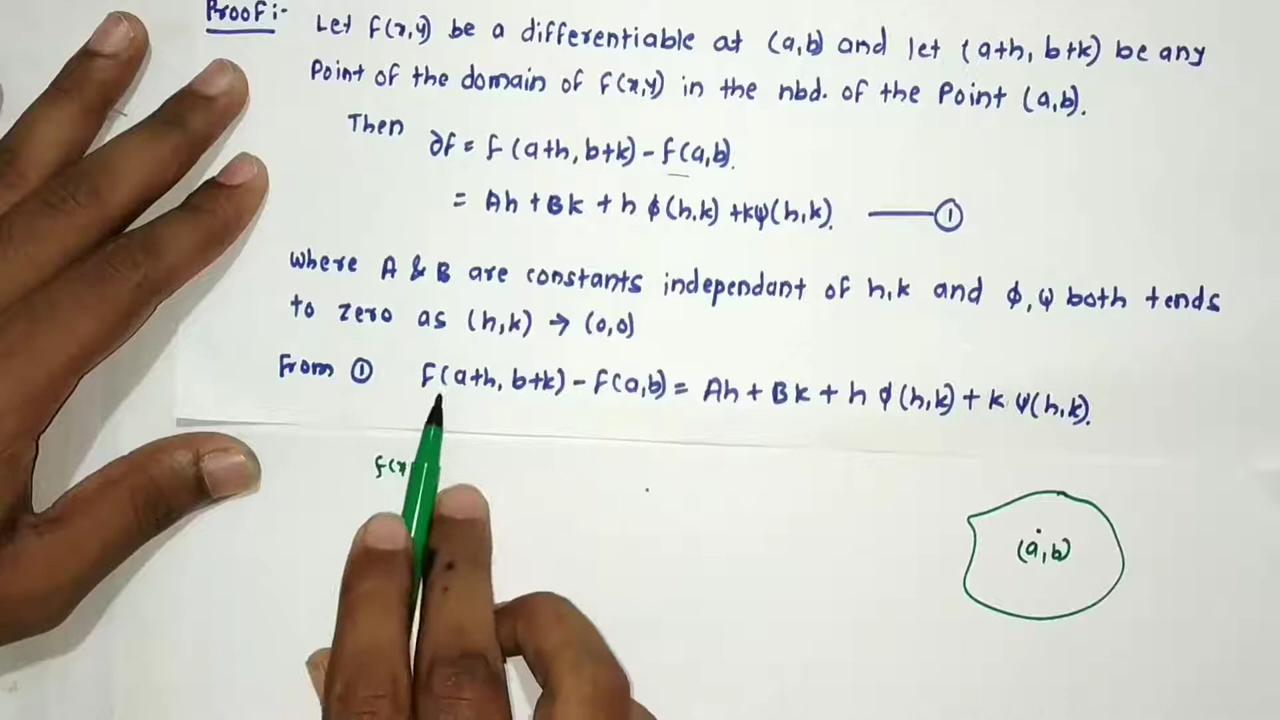 Proof:-
Let f(x,y) be a differentiable at (a,b) and let (a+h, b+k) be any
Point of the domain of f(x,y) in the nbd. of the Point (a,b).
Then ∂f = f(a+h, b+k) - f(a,b).
= Ah + Bk + h ϕ(h,k) + kψ(h,k). ——— ①
where A & B are constants independant of h,k and ϕ,ψ both tends
to zero as (h,k) → (0,0)
From ① f(a+h, b+k) - f(a,b) = Ah + Bk + h ϕ(h,k) + k ψ(h,k).
f(x
(a,b)